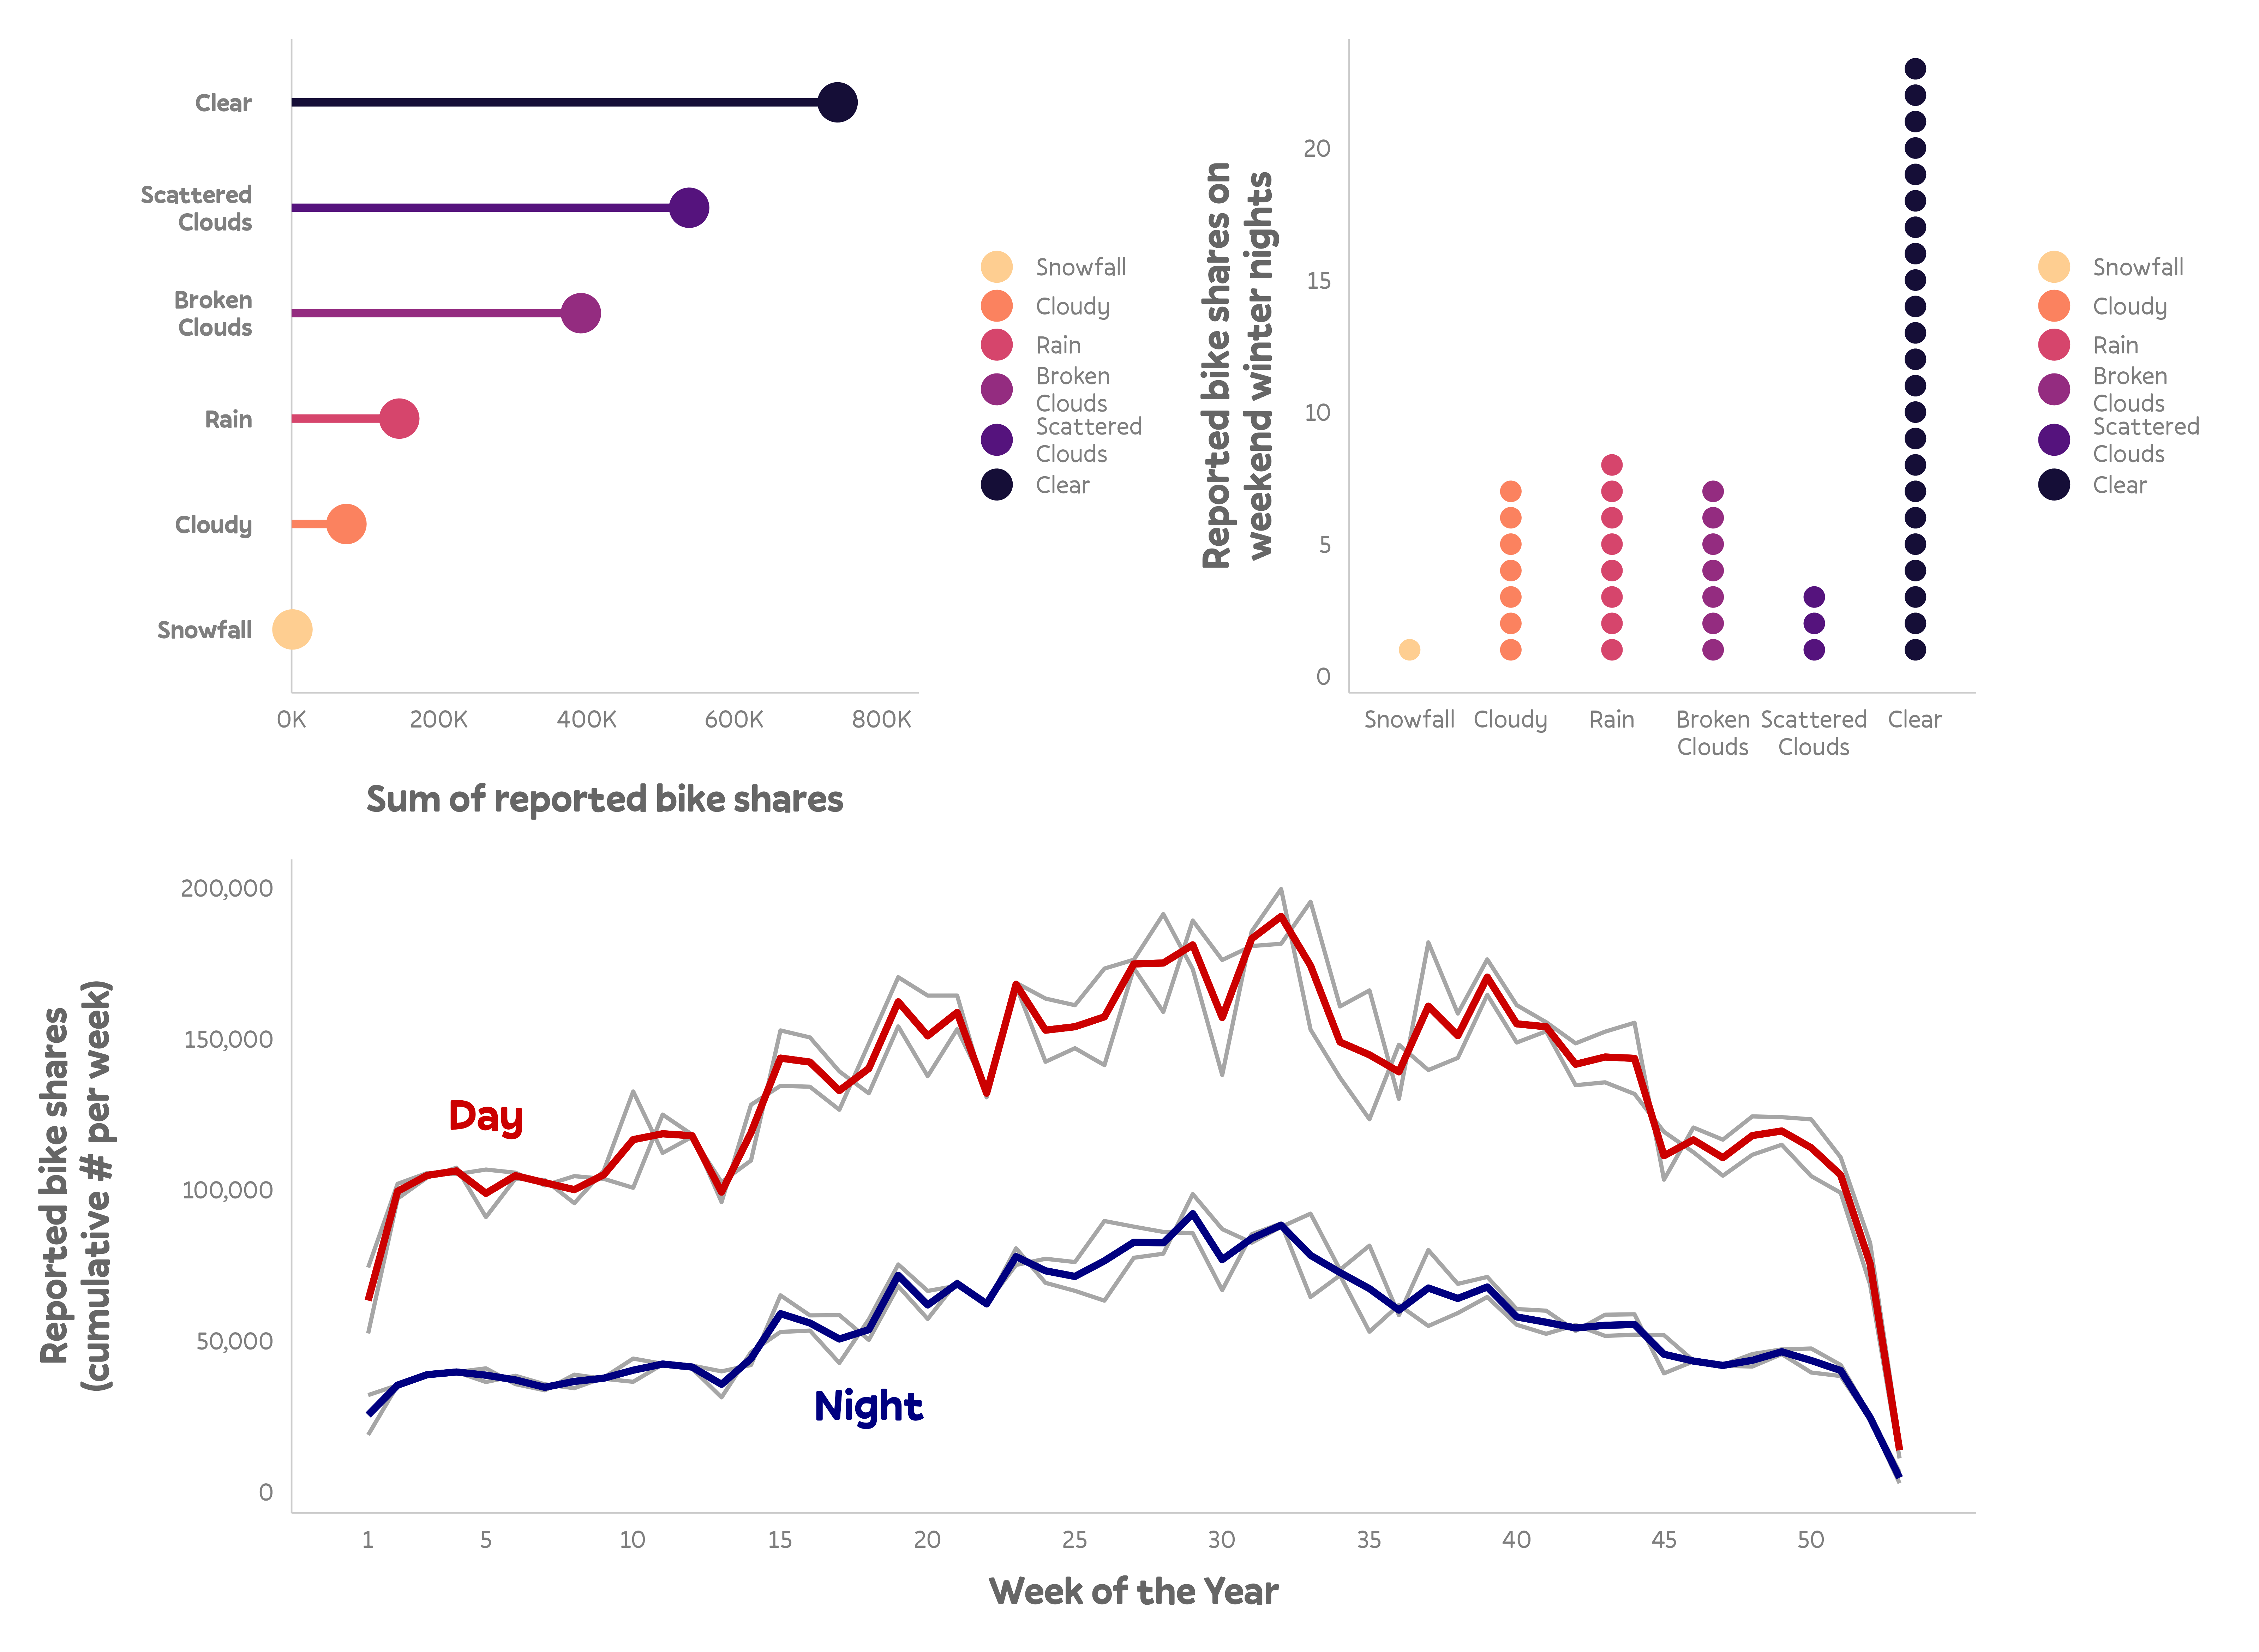 Clear
Scattered
Clouds
Broken
Clouds
Rain
Cloudy
Snowfall
0K 200K 400K 600K 800K
Sum of reported bike shares
Snowfall
Cloudy
Rain
Broken
Clouds
Scattered
Clouds
Clear
Reported bike shares on
weekend winter nights
20
15
10
5
0
Snowfall Cloudy Rain Broken Scattered Clear
Clouds Clouds
Snowfall
Cloudy
Rain
Broken
Clouds
Scattered
Clouds
Clear
Reported bike shares
(cumulative # per week)
200,000
150,000
100,000
50,000
0
Day
Night
1 5 10 15 20 25 30 35 40 45 50
Week of the Year